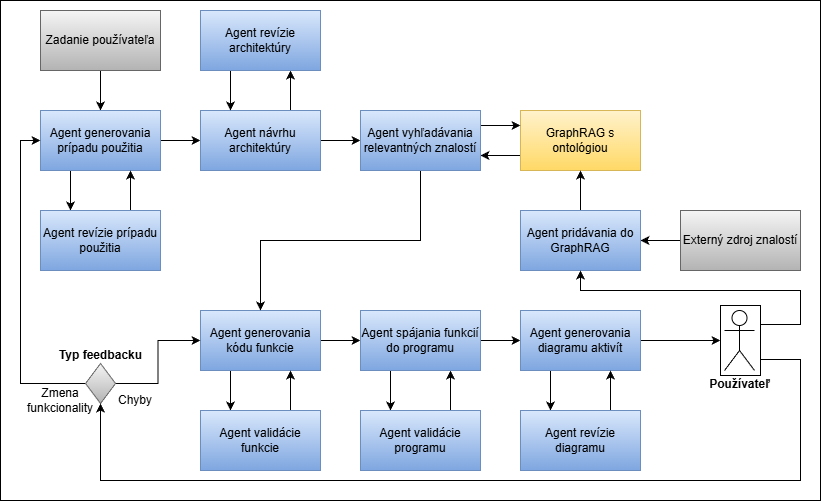 Zadanie používateľa
Agent revízie
architektúry
Agent generovania
prípadu použitia
Agent návrhu
architektúry
Agent vyhľadávania
relevantných znalostí
GraphRAG s
ontológiou
Agent revízie prípadu
použitia
Agent pridávania do
GraphRAG
Externý zdroj znalostí
Agent generovania
kódu funkcie
Agent spájania funkcií
do programu
Agent generovania
diagramu aktivít
Typ feedbacku
Používateľ
Zmena
funkcionality
Chyby
Agent validácie
funkcie
Agent validácie
programu
Agent revízie
diagramu